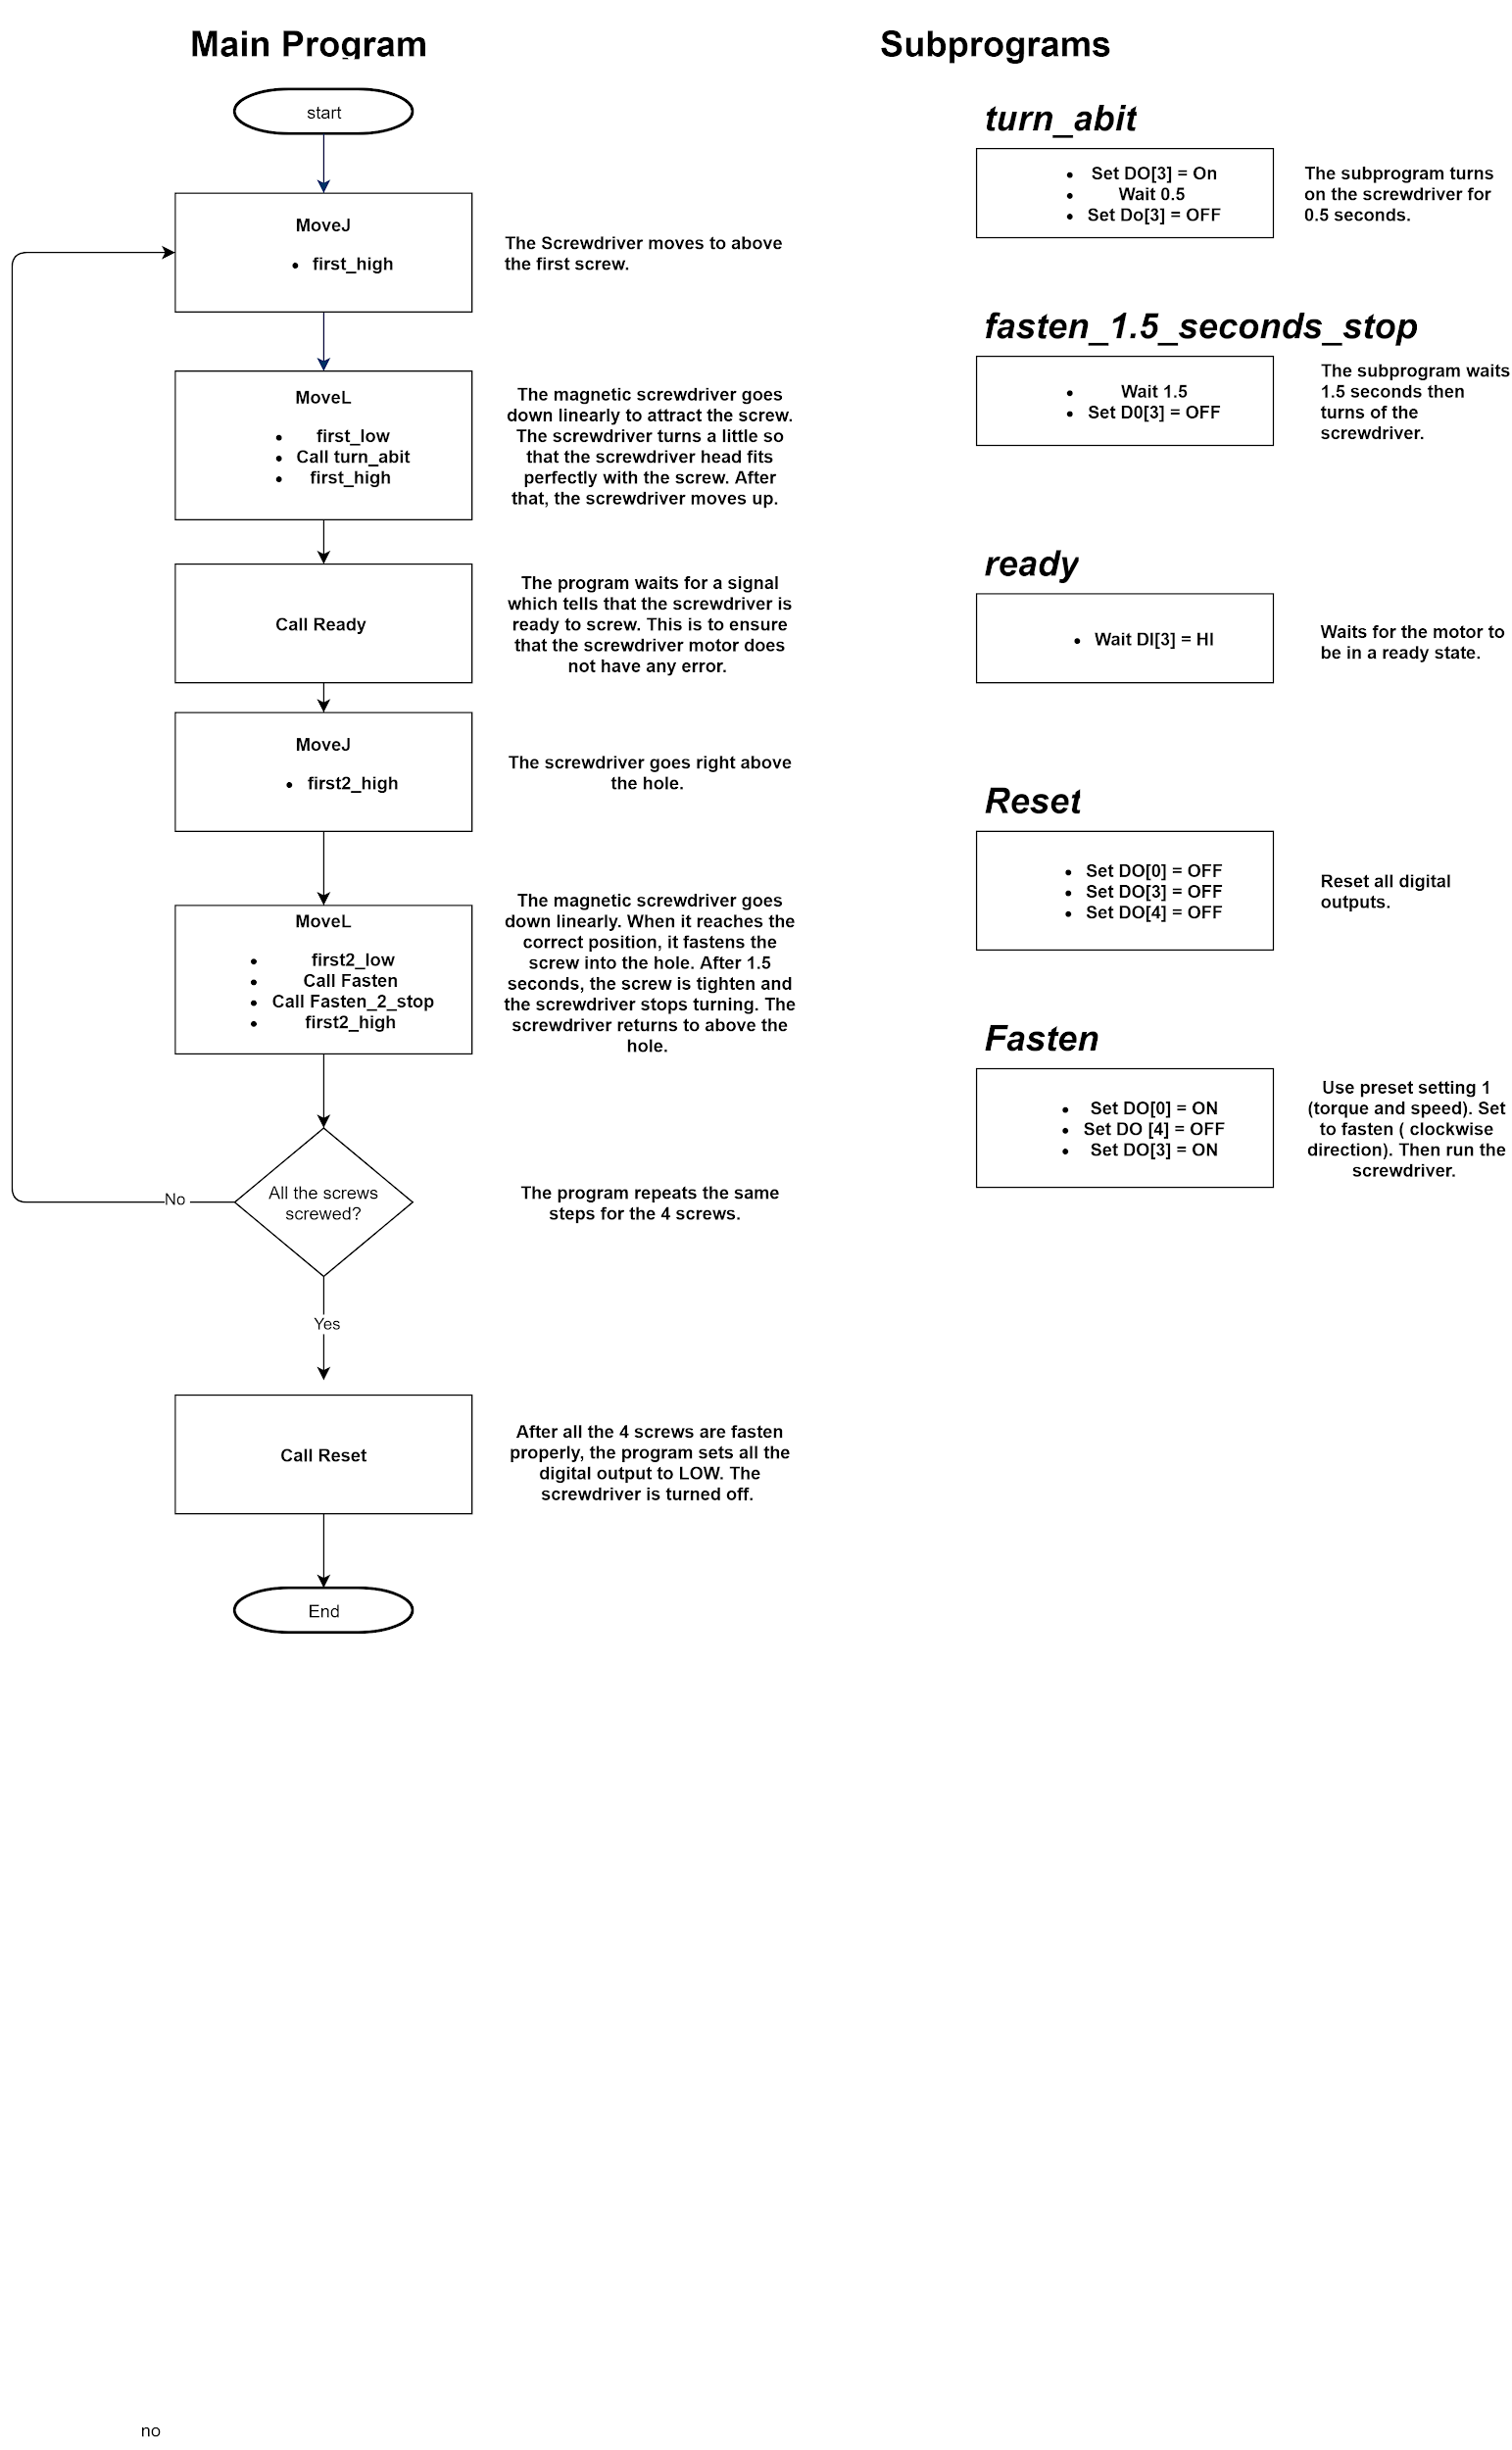 Main Program
start
MoveJ
• first_high
The Screwdriver moves to above
the first screw.
MoveL
• first_low
• Call turn_abit
• first_high
The magnetic screwdriver goes
down linearly to attract the screw.
The screwdriver turns a little so
that the screwdriver head fits
perfectly with the screw. After
that, the screwdriver moves up.
Call Ready
The program waits for a signal
which tells that the screwdriver is
ready to screw. This is to ensure
that the screwdriver motor does
not have any error.
MoveJ
• first2_high
The screwdriver goes right above
the hole.
MoveL
• first2_low
• Call Fasten
• Call Fasten_2_stop
• first2_high
The magnetic screwdriver goes
down linearly. When it reaches the
correct position, it fastens the
screw into the hole. After 1.5
seconds, the screw is tighten and
the screwdriver stops turning. The
screwdriver returns to above the
hole.
All the screws
screwed?
No
The program repeats the same
steps for the 4 screws.
Yes
Call Reset
After all the 4 screws are fasten
properly, the program sets all the
digital output to LOW. The
screwdriver is turned off.
End
Subprograms
turn_abit
• Set DO[3] = On
• Wait 0.5
• Set Do[3] = OFF
The subprogram turns
on the screwdriver for
0.5 seconds.
fasten_1.5_seconds_stop
• Wait 1.5
• Set D0[3] = OFF
The subprogram waits
1.5 seconds then
turns of the
screwdriver.
ready
• Wait DI[3] = HI
Waits for the motor to
be in a ready state.
Reset
• Set DO[0] = OFF
• Set DO[3] = OFF
• Set DO[4] = OFF
Reset all digital
outputs.
Fasten
• Set DO[0] = ON
• Set DO [4] = OFF
• Set DO[3] = ON
Use preset setting 1
(torque and speed). Set
to fasten ( clockwise
direction). Then run the
screwdriver.
no